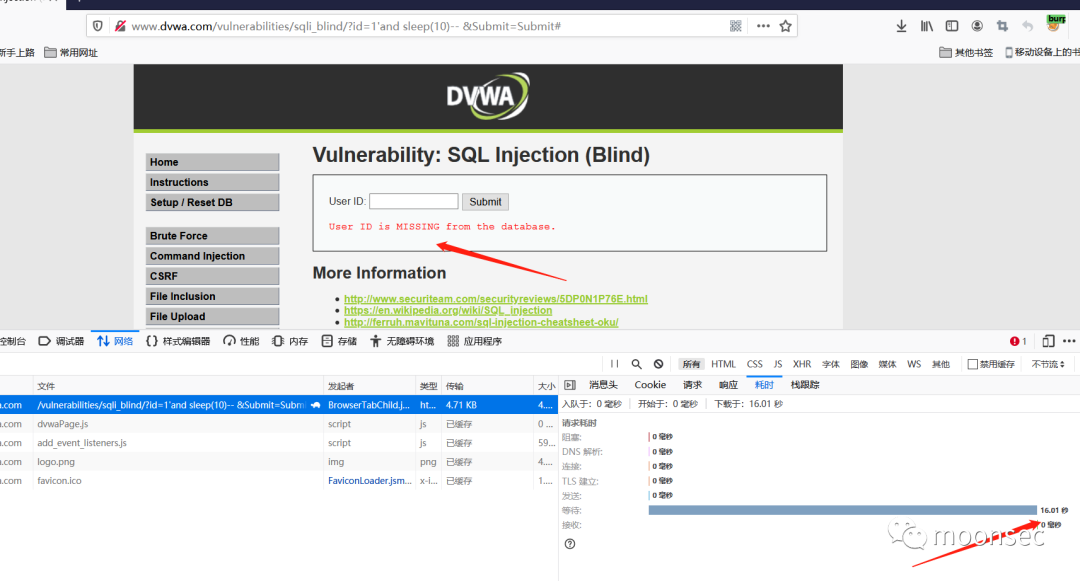 www.dvwa.com/vulnerabilities/sqli_blind/?id=1'and sleep(10)-- &Submit=Submit#
burp
新手上路 常用网址 其他书签 移动设备上的书
DVWA
Home
Instructions
Setup / Reset DB
Brute Force
Command Injection
CSRF
File Inclusion
File Upload
Vulnerability: SQL Injection (Blind)
User ID: Submit
User ID is MISSING from the database.
More Information
http://www.securiteam.com/securityreviews/5DP0N1P76E.html
https://en.wikipedia.org/wiki/SQL_injection
http://ferruh.mavituna.com/sql-injection-cheatsheet-oku/
控制台 调试器 网络 {} 样式编辑器 性能 内存 存储 无障碍环境 应用程序 1
所有 HTML CSS JS XHR 字体 图像 媒体 WS 其他 禁用缓存 不节流
文件 发起者 类型 传输 大小
a.com /vulnerabilities/sqli_blind/?id=1'and sleep(10)-- &Submit=Submi BrowserTabChild.j... ht... 4.71 KB 4....
a.com dvwaPage.js script js 已缓存 0 ...
a.com add_event_listeners.js script js 已缓存 59...
a.com logo.png img png 已缓存 4....
a.com favicon.ico FaviconLoader.jsm... x-i... 已缓存 1....
消息头 Cookie 请求 响应 耗时 栈跟踪
入队于: 0 毫秒 开始于: 0 毫秒 下载于: 16.01 秒
请求耗时
阻塞: 0 毫秒
DNS 解析: 0 毫秒
连接: 0 毫秒
TLS 建立: 0 毫秒
发送: 0 毫秒
等待: 16.01 秒
接收: 0 毫秒
moonsec